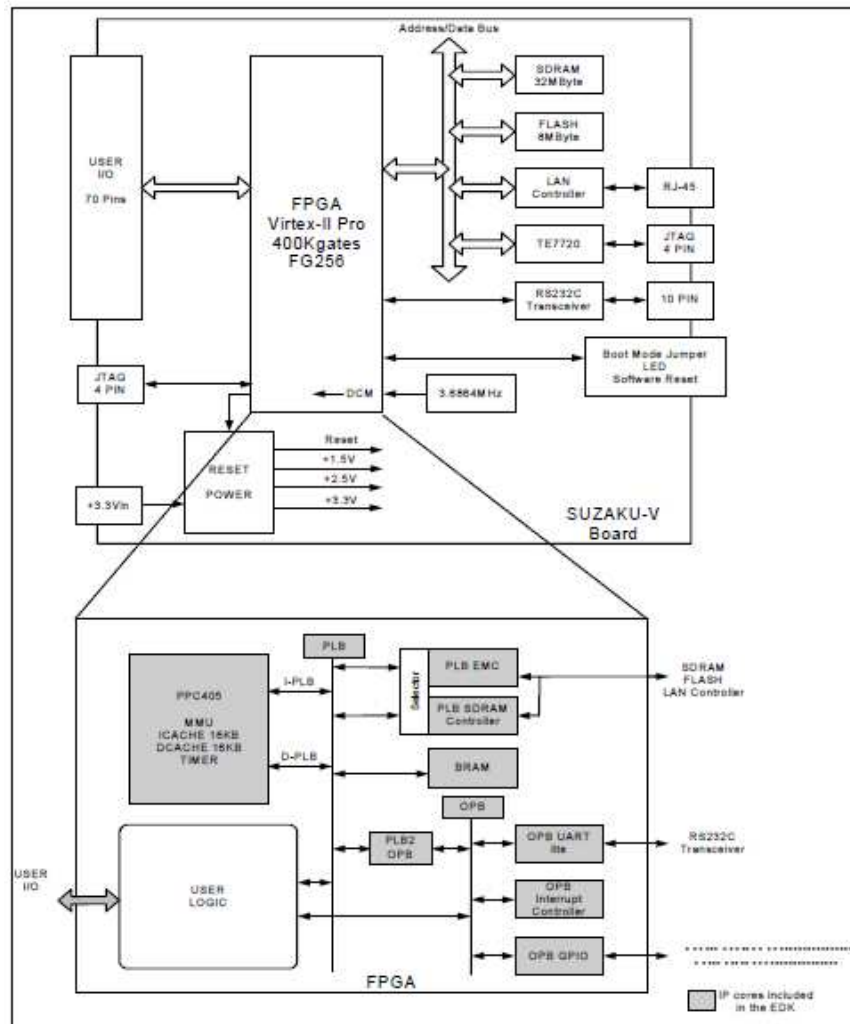 Address/Data Bus
SDRAM
32MByte
FLASH
8MByte
USER
I/O
70 Pins
FPGA
Virtex-II Pro
400Kgates
FG256
LAN
Controller
RJ-45
TE7720
JTAG
4 PIN
RS232C
Transceiver
10 PIN
Boot Mode Jumper
LED
Software Reset
JTAG
4 PIN
DCM
3.6864MHz
RESET
POWER
Reset
+1.5V
+2.5V
+3.3V
+3.3Vin
SUZAKU-V
Board
PLB
PPC405
MMU
ICACHE 16KB
DCACHE 16KB
TIMER
I-PLB
D-PLB
Selector
PLB EMC
PLB SDRAM
Controller
SDRAM
FLASH
LAN Controller
BRAM
OPB
PLB2
OPB
OPB UART
lite
RS232C
Transceiver
USER
I/O
USER
LOGIC
OPB
Interrupt
Controller
OPB GPIO
FPGA
IP cores included
in the EDK